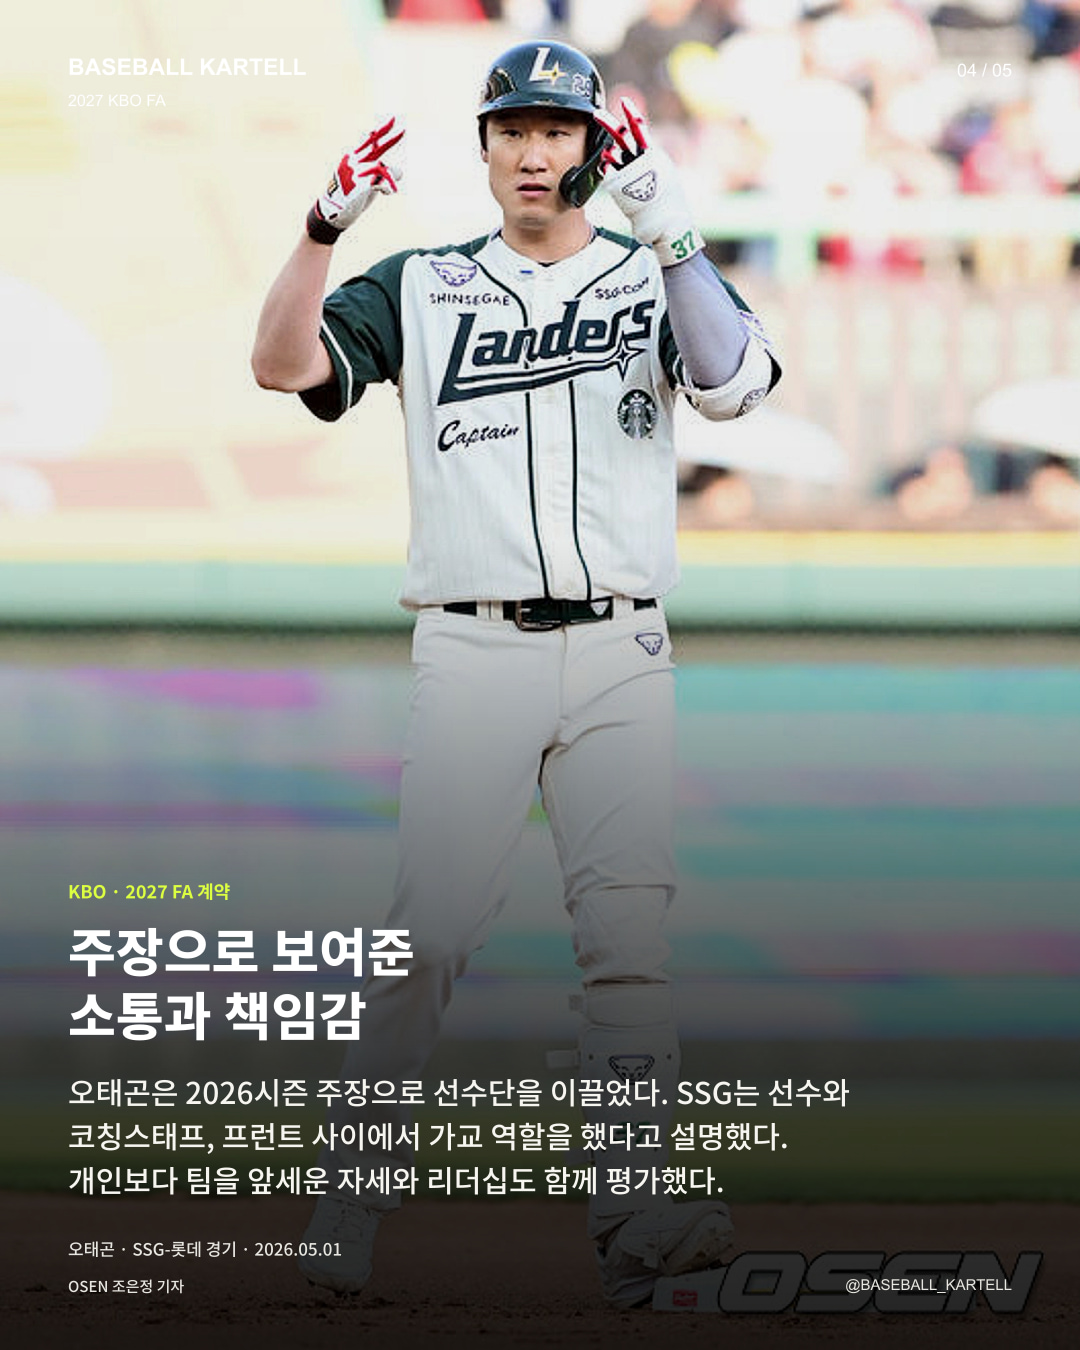 BASEBALL KARTELL
2027 KBO FA
04 / 05
L
37
SHINSEGAE
SSG.COM
Landers
Captain
KBO · 2027 FA 계약
주장으로 보여준
소통과 책임감
오태곤은 2026시즌 주장으로 선수단을 이끌었다. SSG는 선수와
코칭스태프, 프런트 사이에서 가교 역할을 했다고 설명했다.
개인보다 팀을 앞세운 자세와 리더십도 함께 평가했다.
오태곤 · SSG-롯데 경기 · 2026.05.01
OSEN 조은정 기자
@BASEBALL_KARTELL
OSEN